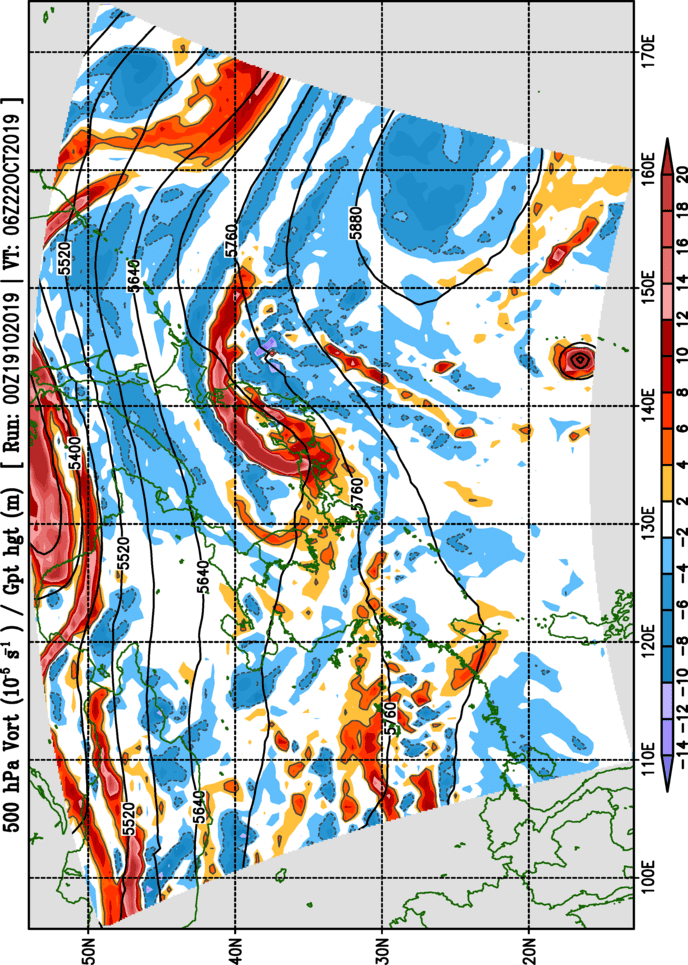 500 hPa Vort (10⁻⁵ s⁻¹ ) / Gpt hgt (m) [ Run: 00Z19102019 | VT: 06Z22OCT2019 ]
50N
40N
30N
20N
170E
160E
150E
140E
130E
120E
110E
100E
5520
5640
5760
5880
5400
5520
5640
5760
5760
5520
5640
20
18
16
14
12
10
8
6
4
2
−2
−4
−6
−8
−10
−12
−14